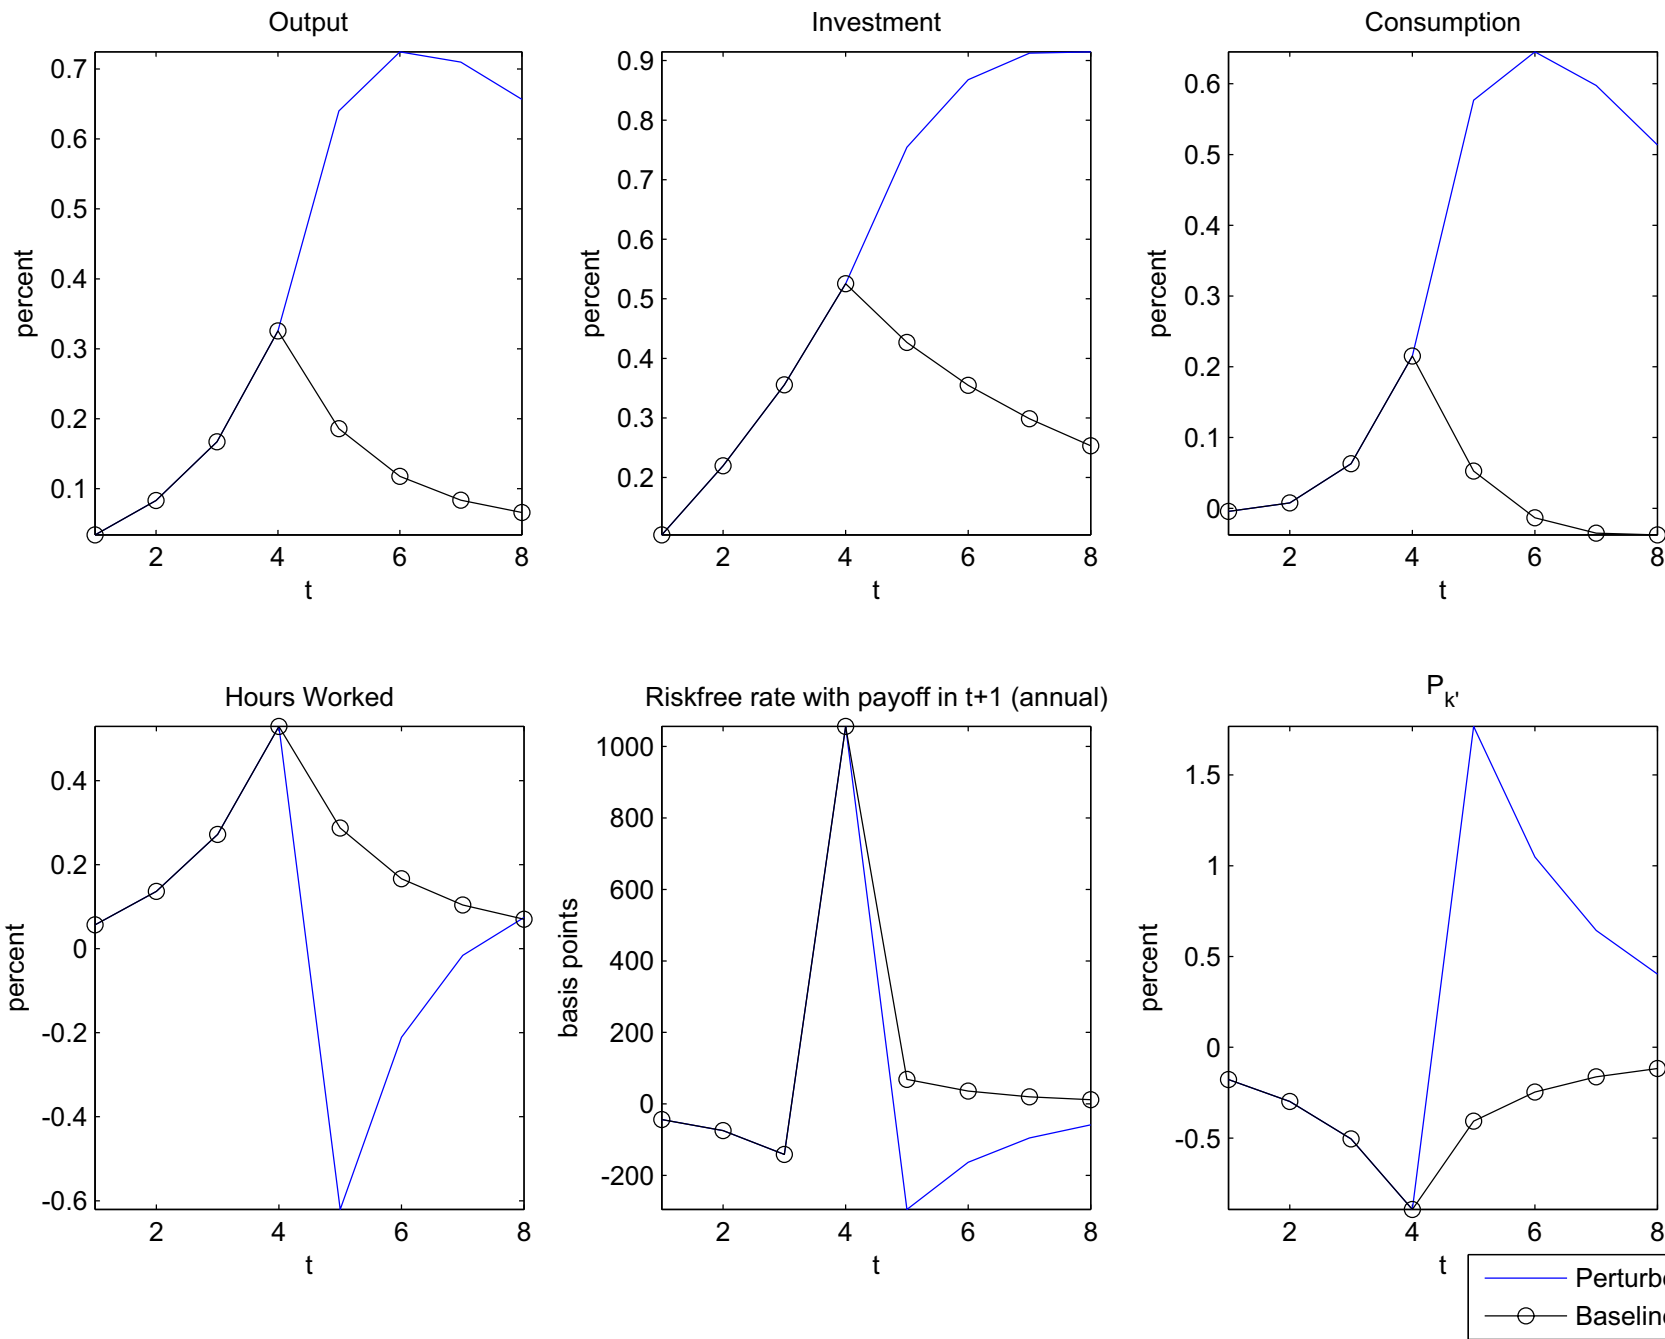 Output
0.7
0.6
0.5
0.4
0.3
0.2
0.1
percent
2 4 6 8
t
Investment
0.9
0.8
0.7
0.6
0.5
0.4
0.3
0.2
percent
2 4 6 8
t
Consumption
0.6
0.5
0.4
0.3
0.2
0.1
0
percent
2 4 6 8
t
Hours Worked
0.4
0.2
0
-0.2
-0.4
-0.6
percent
2 4 6 8
t
Riskfree rate with payoff in t+1 (annual)
1000
800
600
400
200
0
-200
basis points
2 4 6 8
t
P_k'
1.5
1
0.5
0
-0.5
percent
2 4 6 8
t
Perturbe
Baseline